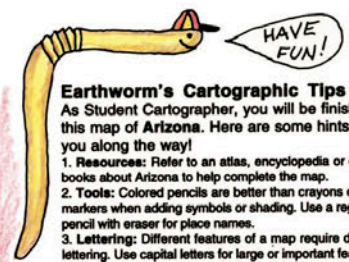 HAVE
FUN!
Earthworm's Cartographic Tips
As Student Cartographer, you will be finis
this map of Arizona. Here are some hints
you along the way!
1. Resources: Refer to an atlas, encyclopedia or
books about Arizona to help complete the map.
2. Tools: Colored pencils are better than crayons
markers when adding symbols or shading. Use a re
pencil with eraser for place names.
3. Lettering: Different features of a map require d
lettering. Use capital letters for large or important fea